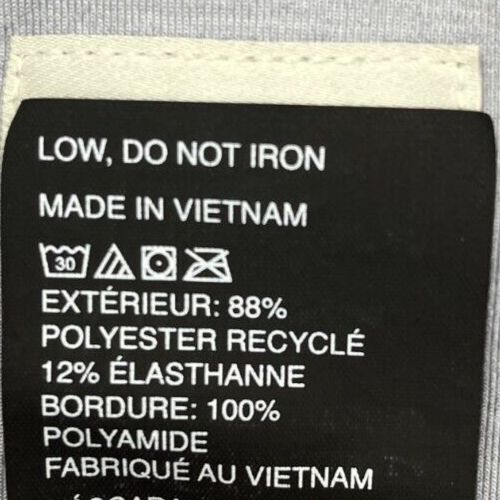 LOW, DO NOT IRON
MADE IN VIETNAM
30
EXTÉRIEUR: 88%
POLYESTER RECYCLÉ
12% ÉLASTHANNE
BORDURE: 100%
POLYAMIDE
FABRIQUÉ AU VIETNAM